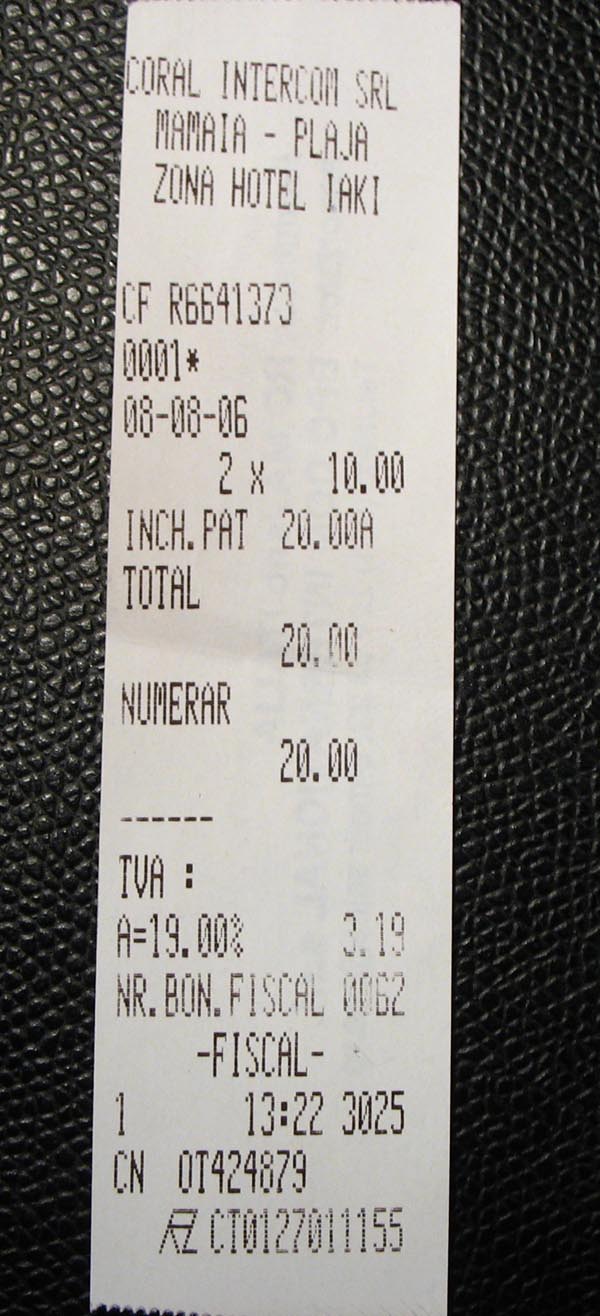 CORAL INTERCOM SRL
MAMAIA - PLAJA
ZONA HOTEL IAKI
CF R6641373
0001*
08-08-06
2 x 10.00
INCH.PAT 20.00A
TOTAL
20.00
NUMERAR
20.00
------
TVA :
A=19.00% 3.19
NR.BON.FISCAL 0062
-FISCAL-
1 13:22 3025
CN OT424879
CT0127011155